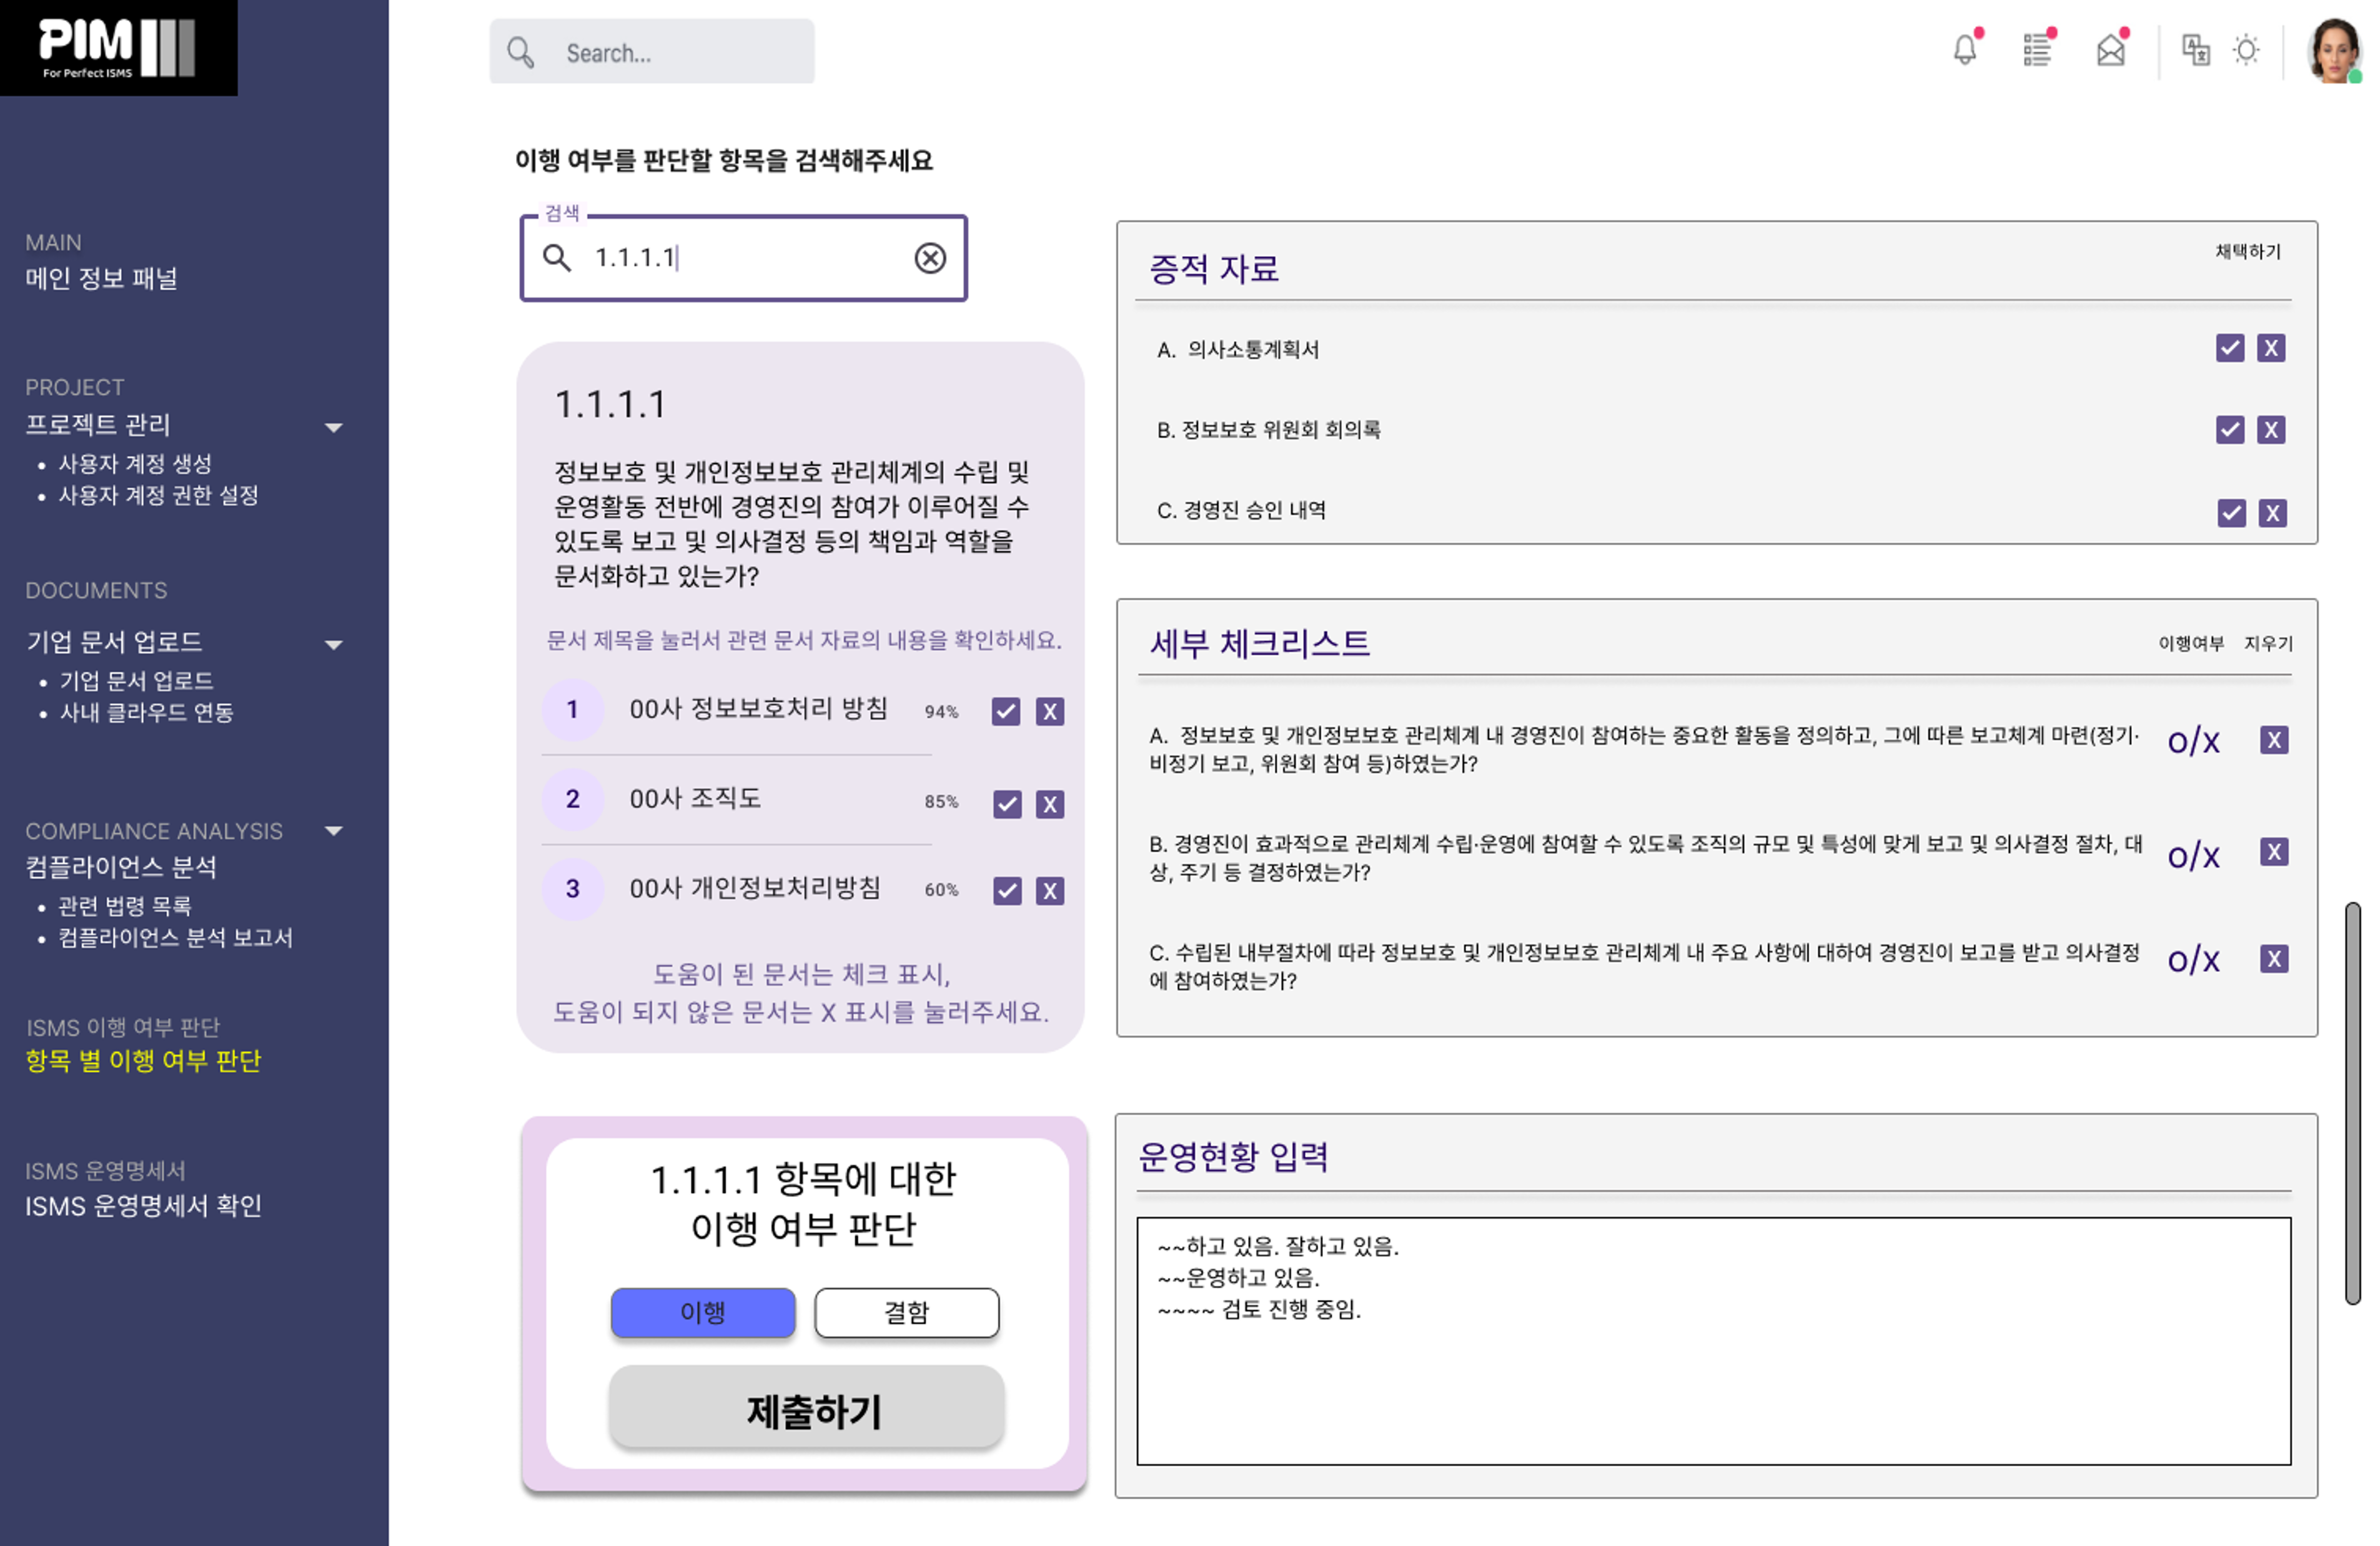 PIM
For Perfect ISMS
Search...
MAIN
메인 정보 패널
PROJECT
프로젝트 관리
• 사용자 계정 생성
• 사용자 계정 권한 설정
DOCUMENTS
기업 문서 업로드
• 기업 문서 업로드
• 사내 클라우드 연동
COMPLIANCE ANALYSIS
컴플라이언스 분석
• 관련 법령 목록
• 컴플라이언스 분석 보고서
ISMS 이행 여부 판단
항목 별 이행 여부 판단
ISMS 운영명세서
ISMS 운영명세서 확인
이행 여부를 판단할 항목을 검색해주세요
검색
1.1.1.1
1.1.1.1
정보보호 및 개인정보보호 관리체계의 수립 및
운영활동 전반에 경영진의 참여가 이루어질 수
있도록 보고 및 의사결정 등의 책임과 역할을
문서화하고 있는가?
문서 제목을 눌러서 관련 문서 자료의 내용을 확인하세요.
1 00사 정보보호처리 방침 94% X
2 00사 조직도 85% X
3 00사 개인정보처리방침 60% X
도움이 된 문서는 체크 표시,
도움이 되지 않은 문서는 X 표시를 눌러주세요.
1.1.1.1 항목에 대한
이행 여부 판단
이행 결함
제출하기
증적 자료 채택하기
A. 의사소통계획서 X
B. 정보보호 위원회 회의록 X
C. 경영진 승인 내역 X
세부 체크리스트 이행여부 지우기
A. 정보보호 및 개인정보보호 관리체계 내 경영진이 참여하는 중요한 활동을 정의하고, 그에 따른 보고체계 마련(정기· o/x X
비정기 보고, 위원회 참여 등)하였는가?
B. 경영진이 효과적으로 관리체계 수립·운영에 참여할 수 있도록 조직의 규모 및 특성에 맞게 보고 및 의사결정 절차, 대 o/x X
상, 주기 등 결정하였는가?
C. 수립된 내부절차에 따라 정보보호 및 개인정보보호 관리체계 내 주요 사항에 대하여 경영진이 보고를 받고 의사결정 o/x X
에 참여하였는가?
운영현황 입력
~~하고 있음. 잘하고 있음.
~~운영하고 있음.
~~~~ 검토 진행 중임.